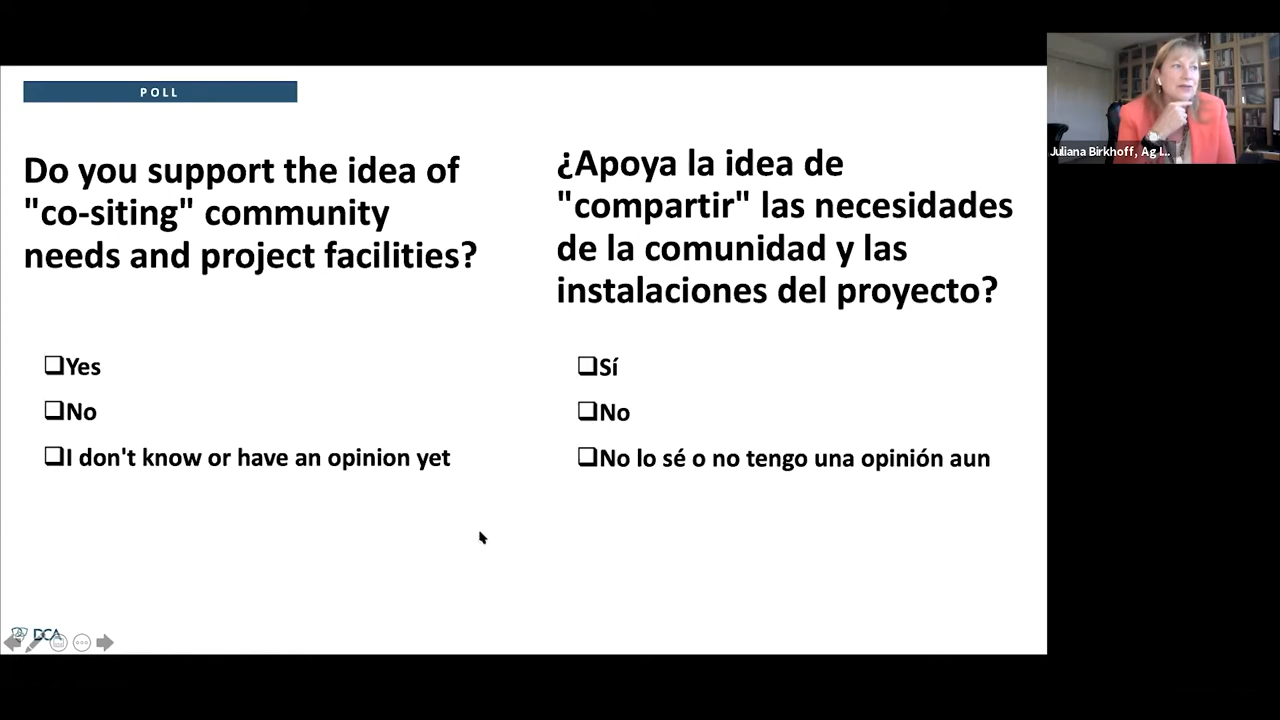 POLL
Do you support the idea of
"co-siting" community
needs and project facilities?
Yes
No
I don't know or have an opinion yet
¿Apoya la idea de
"compartir" las necesidades
de la comunidad y las
instalaciones del proyecto?
Sí
No
No lo sé o no tengo una opinión aun
DCA
Juliana Birkhoff, Ag L...